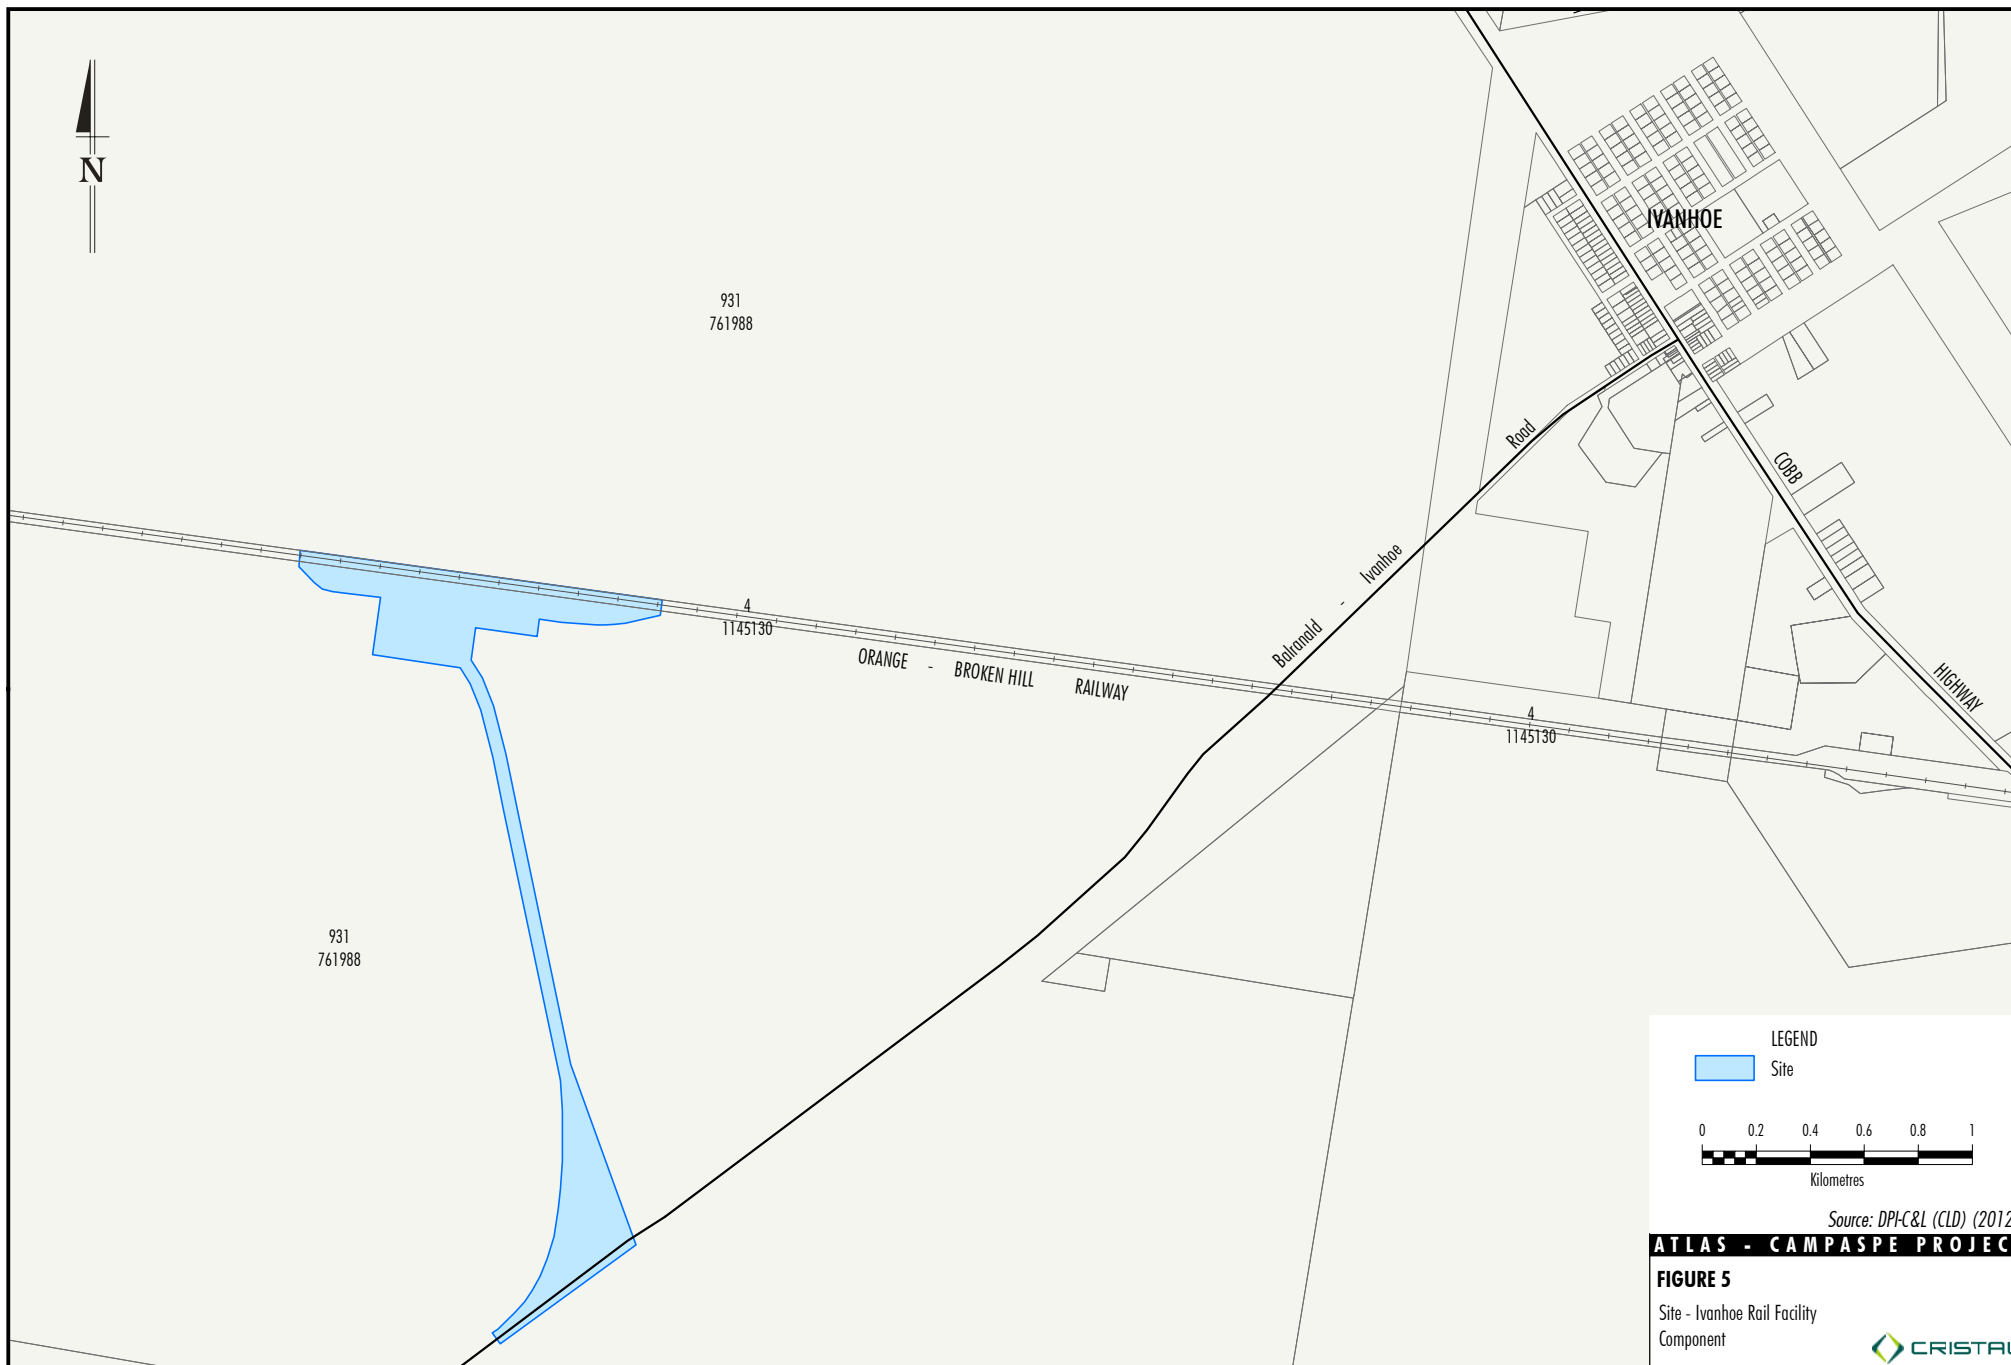 N
IVANHOE
931
761988
Road
COBB
Ivanhoe
-
Balranald
4
1145130
ORANGE - BROKEN HILL RAILWAY
HIGHWAY
4
1145130
931
761988
LEGEND
Site
0 0.2 0.4 0.6 0.8 1
Kilometres
Source: DPI-C&L (CLD) (2012
ATLAS - CAMPASPE PROJEC
FIGURE 5
Site - Ivanhoe Rail Facility
Component
CRISTAL